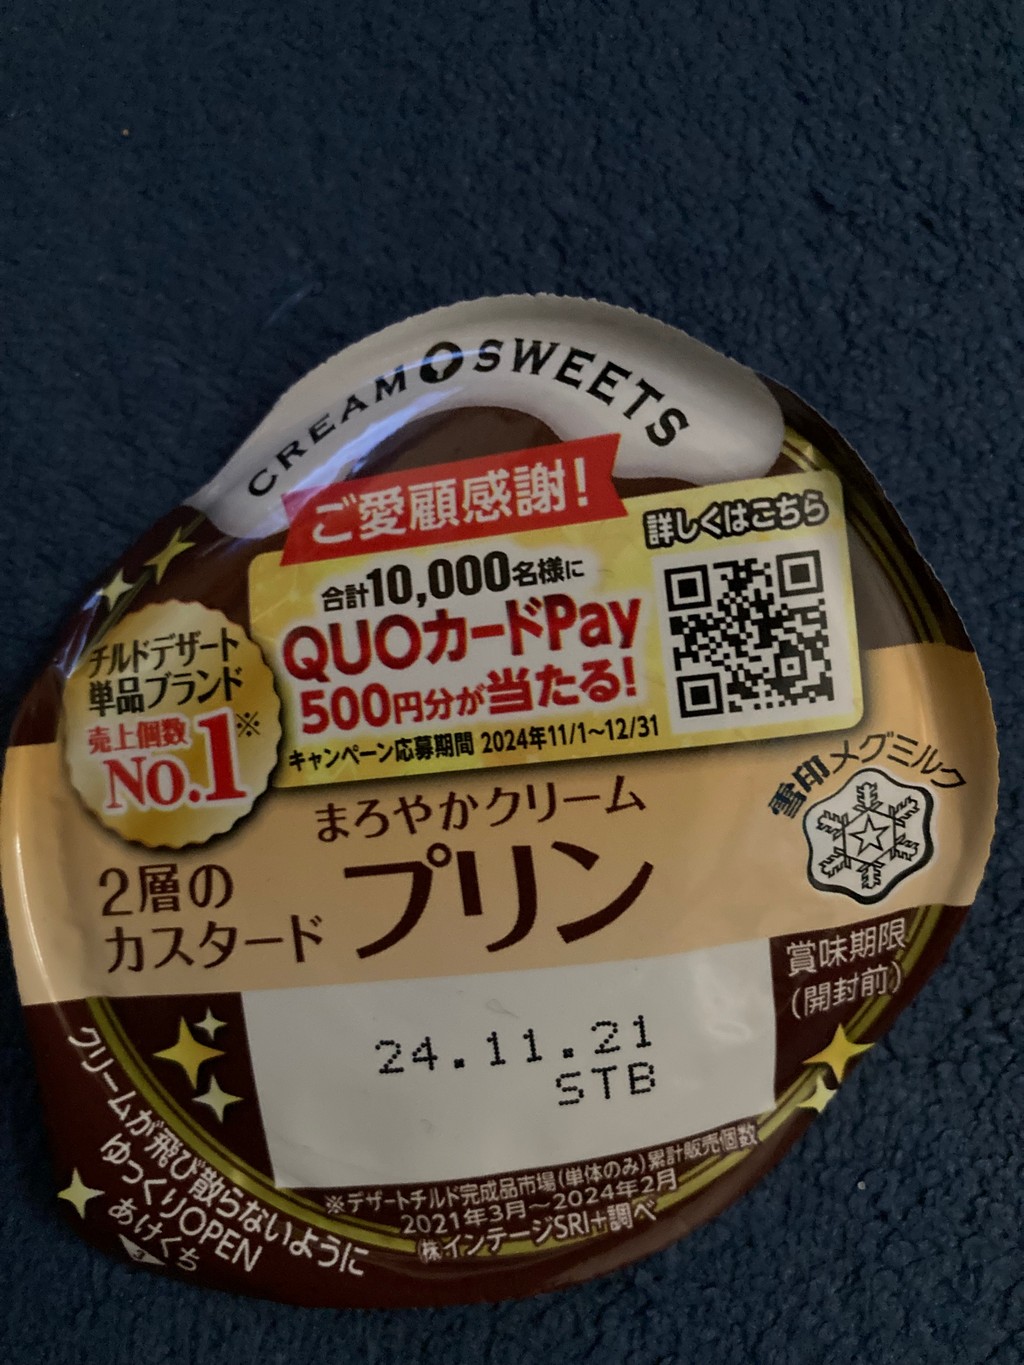 CREAM SWEETS
ご愛顧感謝!
詳しくはこちら
合計10,000名様に
QUOカードPay
500円分が当たる!
キャンペーン応募期間 2024年11/1~12/31
チルドデザート
単品ブランド
売上個数
No.1※
雪印メグミルク
まろやかクリーム
2層の
カスタード
プリン
賞味期限
(開封前)
24.11.21
STB
クリームが飛び散らないように
ゆっくりOPEN
あけくち
※デザートチルド完成品市場(単体のみ)累計販売個数
2021年3月~2024年2月
㈱インテージSRI+調べ